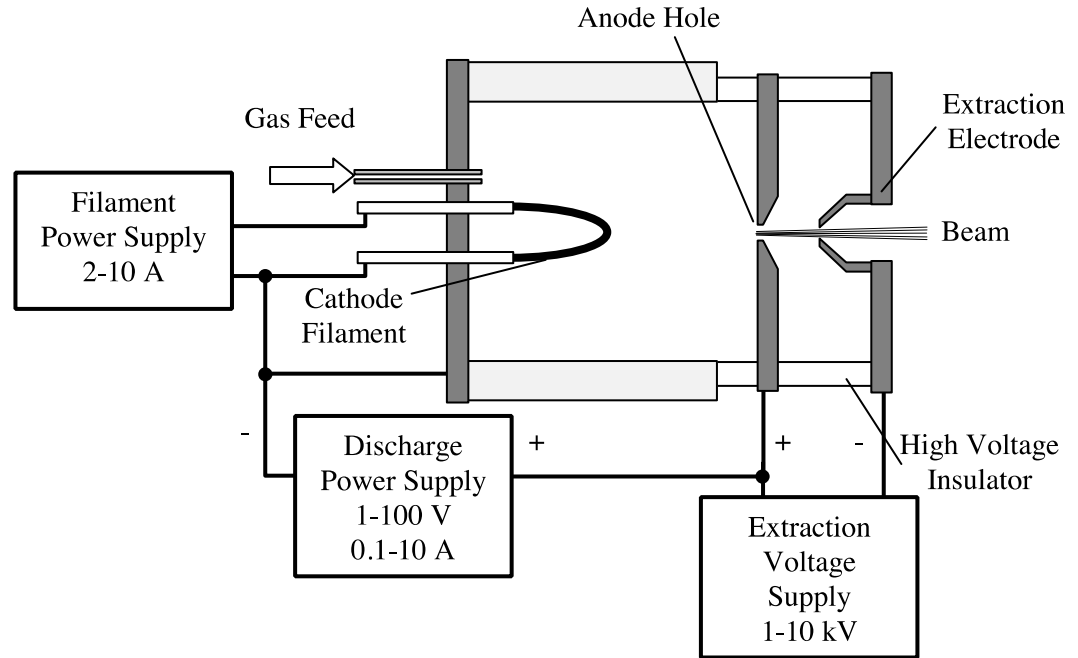 Anode Hole
Gas Feed
Extraction
Electrode
Filament
Power Supply
2-10 A
Beam
Cathode
Filament
-
Discharge
Power Supply
1-100 V
0.1-10 A
+
+
-
High Voltage
Insulator
Extraction
Voltage
Supply
1-10 kV